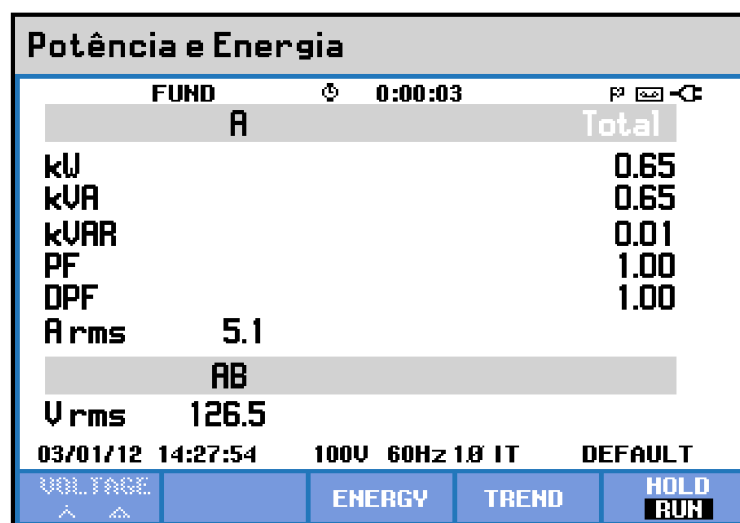 Potência e Energia
FUND 0:00:03
A Total
kW 0.65
kVA 0.65
kVAR 0.01
PF 1.00
DPF 1.00
A rms 5.1
AB
V rms 126.5
03/01/12 14:27:54 100V 60Hz 1Ø IT DEFAULT
VOLTAGE ENERGY TREND HOLD
RUN